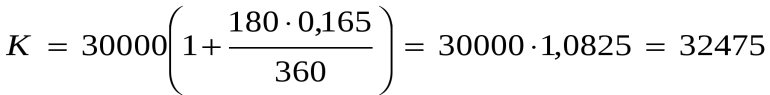 K = 30000(1 + 180 · 0,165 / 360) = 30000 · 1,0825 = 32475